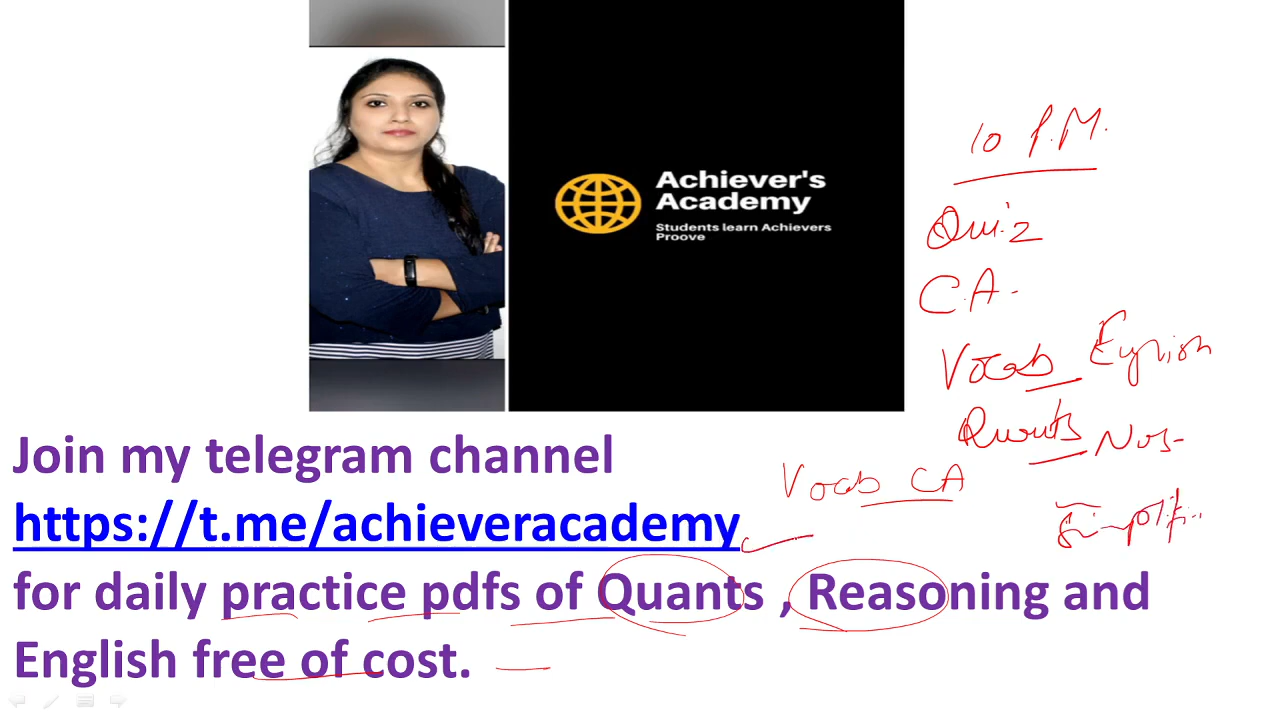 Achiever's
Academy
Students learn Achievers
Proove
10 P.M.
Quiz
C.A.
Vocab English
Quants Nos-
Vocab CA
Simplifi..
Join my telegram channel
https://t.me/achieveracademy
for daily practice pdfs of Quants , Reasoning and
English free of cost.